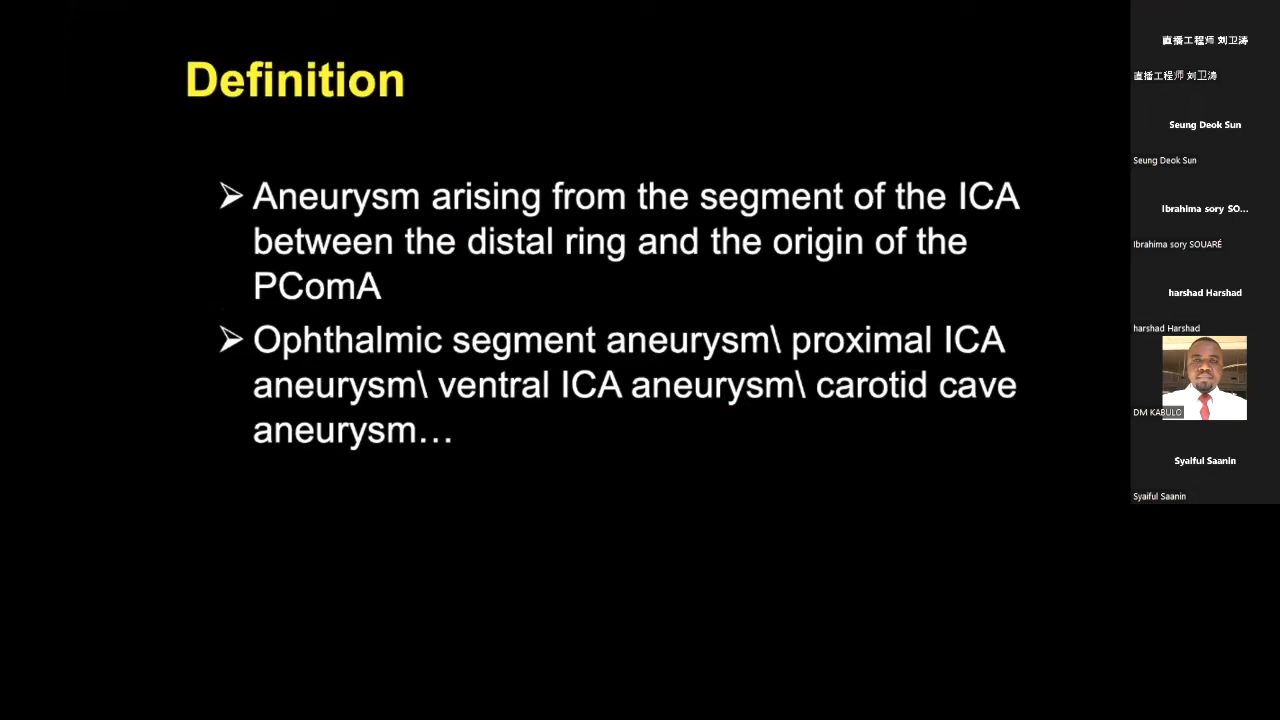 Definition
➢ Aneurysm arising from the segment of the ICA
between the distal ring and the origin of the
PComA
➢ Ophthalmic segment aneurysm\ proximal ICA
aneurysm\ ventral ICA aneurysm\ carotid cave
aneurysm…
直播工程师 刘卫涛
直播工程师 刘卫涛
Seung Deok Sun
Seung Deok Sun
Ibrahima sory SO...
Ibrahima sory SOUARÉ
harshad Harshad
harshad Harshad
DM KABULO
Syaiful Saanin
Syaiful Saanin